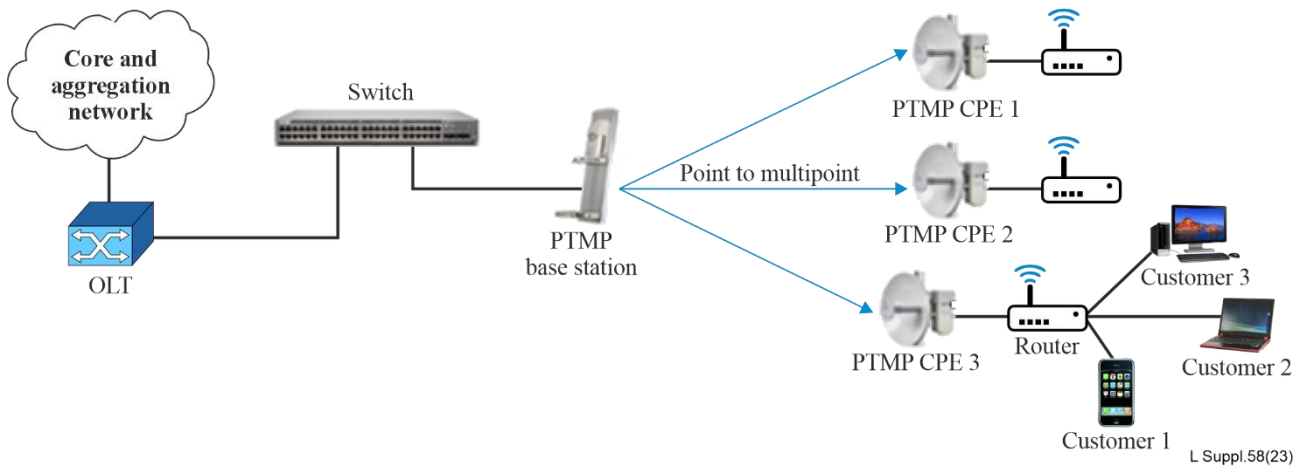 Core and
aggregation
network
Switch
OLT
PTMP
base station
Point to multipoint
PTMP CPE 1
PTMP CPE 2
PTMP CPE 3
Router
Customer 3
Customer 2
Customer 1
L Suppl.58(23)